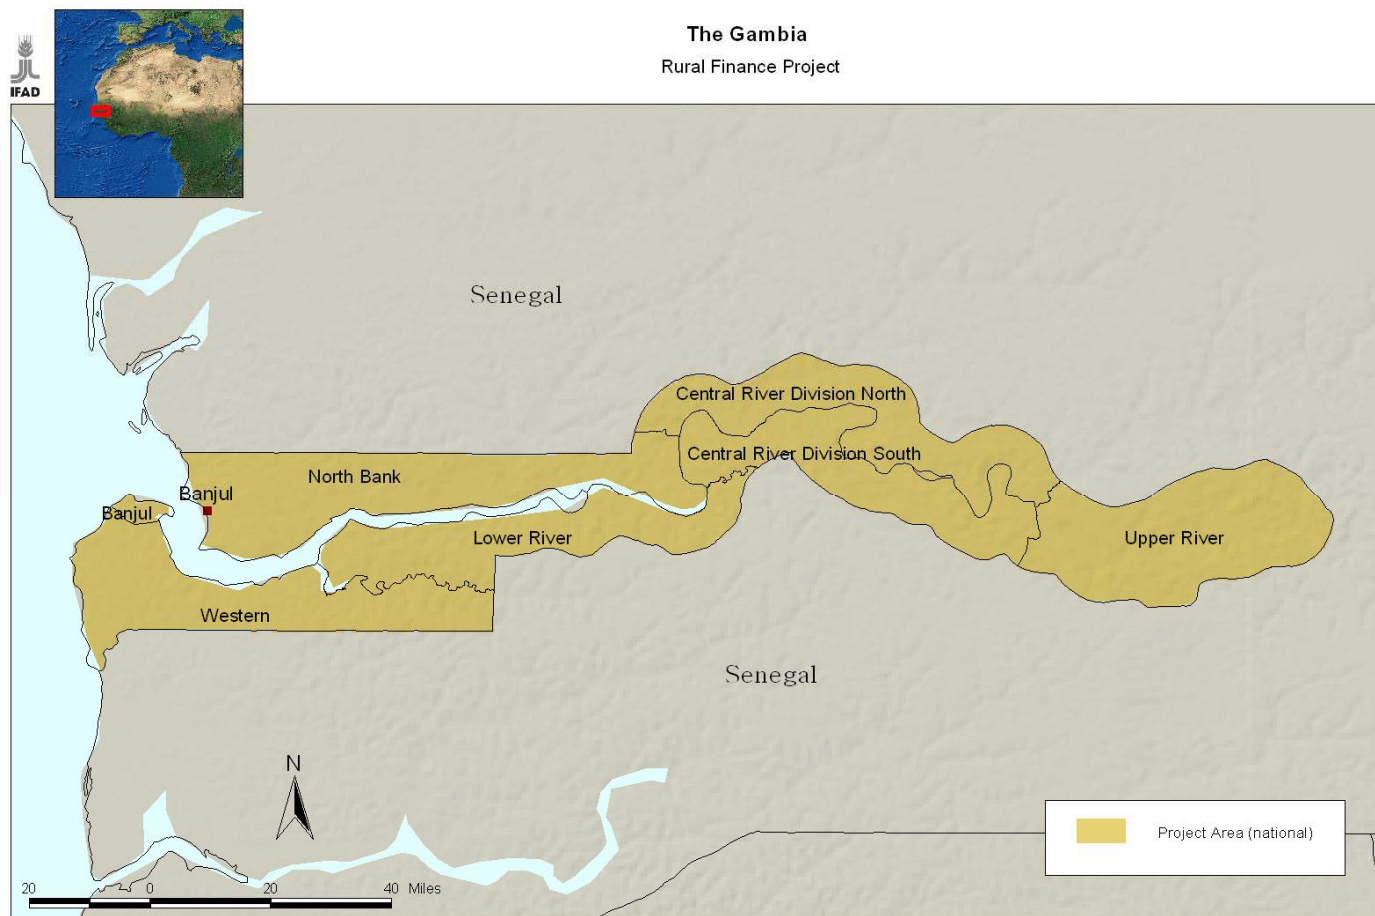 The Gambia
Rural Finance Project
IFAD
Senegal
Central River Division North
Central River Division South
North Bank
Banjul
Banjul
Lower River
Upper River
Western
Senegal
N
Project Area (national)
20 0 20 40 Miles